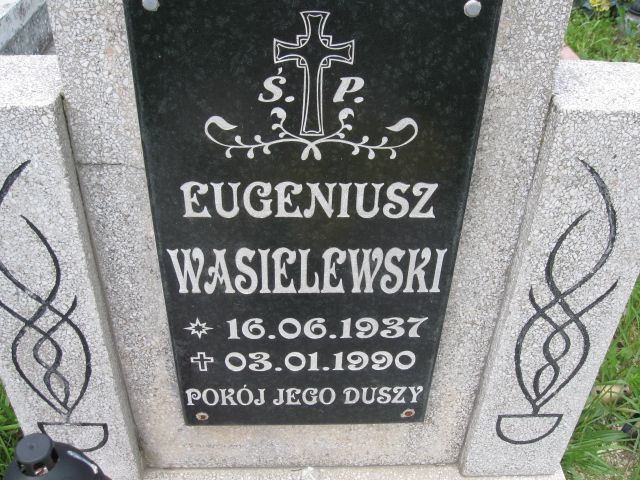 Ś. P.
EUGENIUSZ
WASIELEWSKI
16.06.1937
03.01.1990
POKÓJ JEGO DUSZY